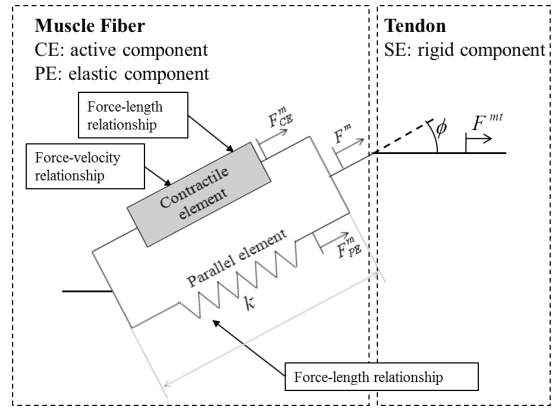 Muscle Fiber
CE: active component
PE: elastic component
Tendon
SE: rigid component
Force-length
relationship
Force-velocity
relationship
Contractile
element
F^m_CE
F^m
ϕ
F^mt
Parallel element
k
F^m_PE
Force-length relationship